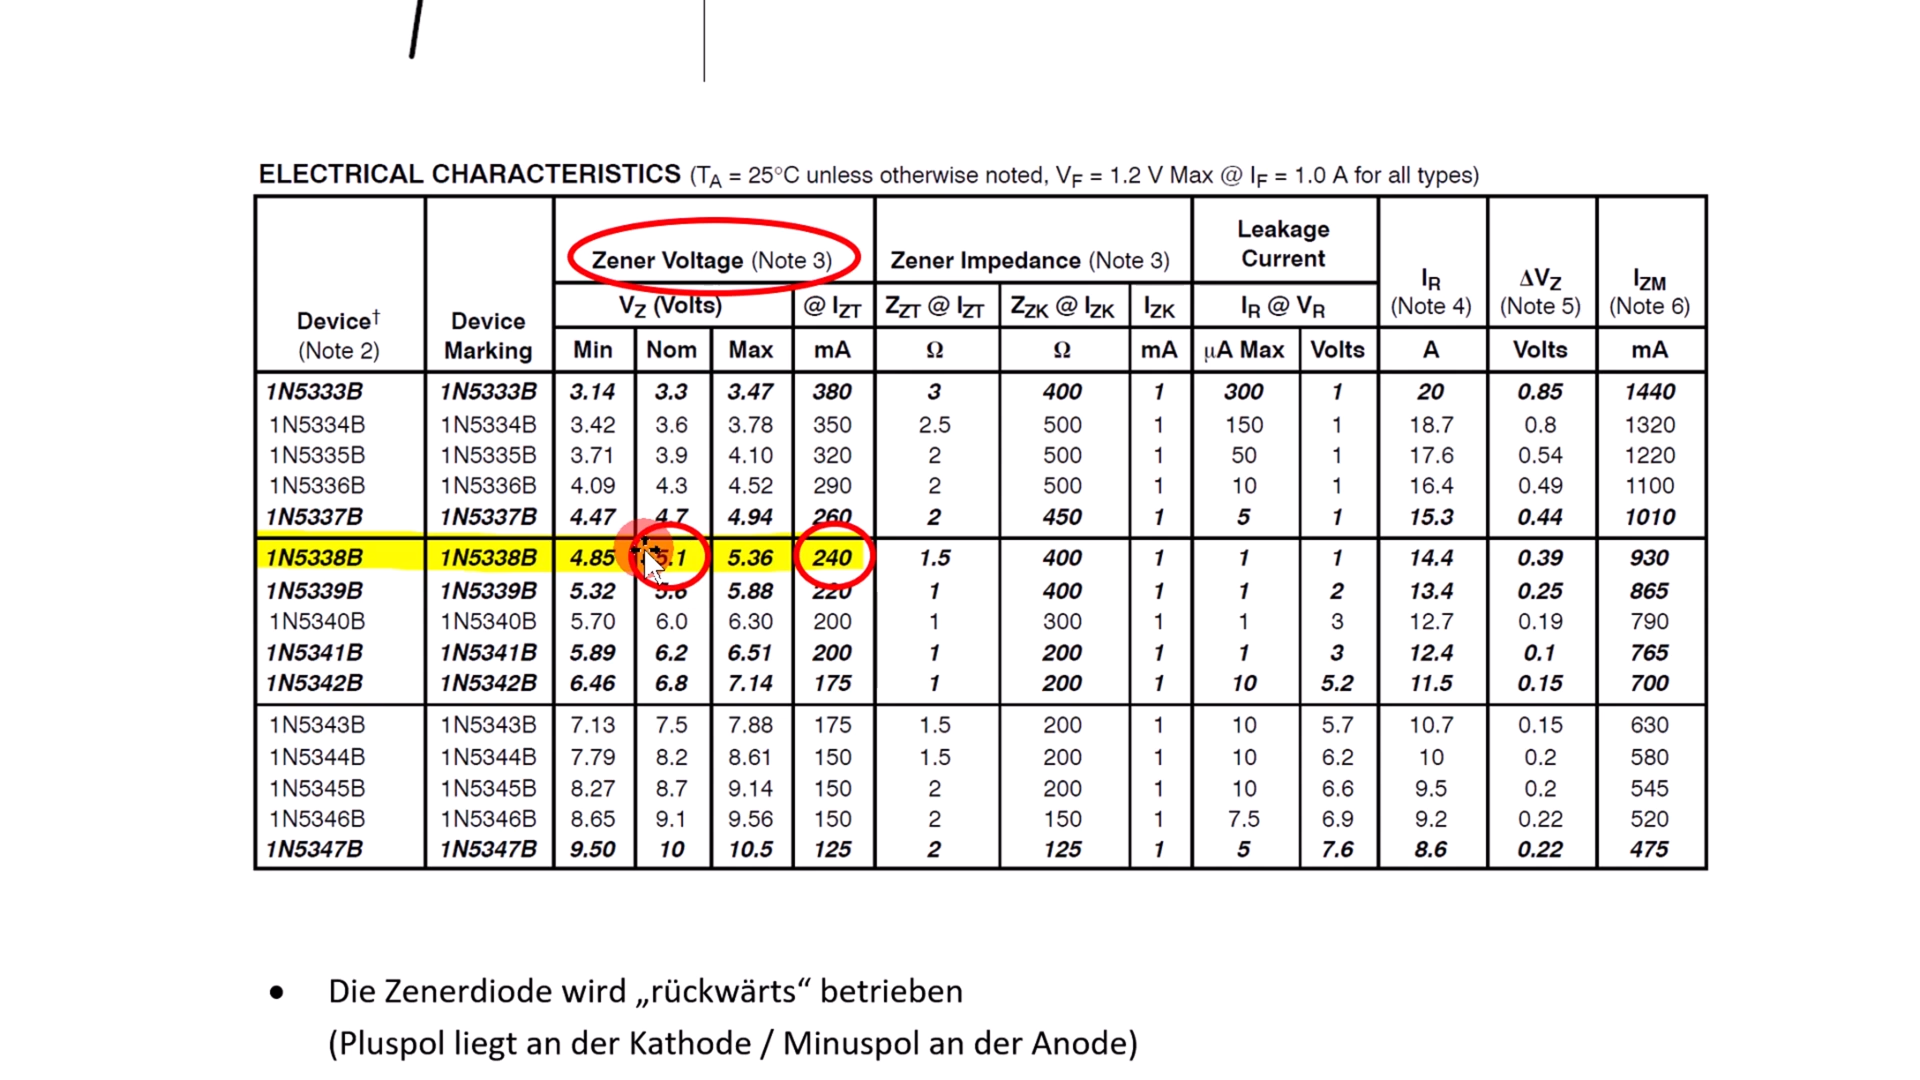 ELECTRICAL CHARACTERISTICS (TA = 25°C unless otherwise noted, VF = 1.2 V Max @ IF = 1.0 A for all types)
Device† (Note 2) Device Marking Zener Voltage (Note 3) Zener Impedance (Note 3) Leakage Current IR (Note 4) ΔVZ (Note 5) IZM (Note 6)
VZ (Volts) @ IZT ZZT @ IZT ZZK @ IZK IZK IR @ VR
Min Nom Max mA Ω Ω mA µA Max Volts A Volts mA
1N5333B 1N5333B 3.14 3.3 3.47 380 3 400 1 300 1 20 0.85 1440
1N5334B 1N5334B 3.42 3.6 3.78 350 2.5 500 1 150 1 18.7 0.8 1320
1N5335B 1N5335B 3.71 3.9 4.10 320 2 500 1 50 1 17.6 0.54 1220
1N5336B 1N5336B 4.09 4.3 4.52 290 2 500 1 10 1 16.4 0.49 1100
1N5337B 1N5337B 4.47 4.7 4.94 260 2 450 1 5 1 15.3 0.44 1010
1N5338B 1N5338B 4.85 5.1 5.36 240 1.5 400 1 1 1 14.4 0.39 930
1N5339B 1N5339B 5.32 5.6 5.88 220 1 400 1 1 2 13.4 0.25 865
1N5340B 1N5340B 5.70 6.0 6.30 200 1 300 1 1 3 12.7 0.19 790
1N5341B 1N5341B 5.89 6.2 6.51 200 1 200 1 1 3 12.4 0.1 765
1N5342B 1N5342B 6.46 6.8 7.14 175 1 200 1 10 5.2 11.5 0.15 700
1N5343B 1N5343B 7.13 7.5 7.88 175 1.5 200 1 10 5.7 10.7 0.15 630
1N5344B 1N5344B 7.79 8.2 8.61 150 1.5 200 1 10 6.2 10 0.2 580
1N5345B 1N5345B 8.27 8.7 9.14 150 2 200 1 10 6.6 9.5 0.2 545
1N5346B 1N5346B 8.65 9.1 9.56 150 2 150 1 7.5 6.9 9.2 0.22 520
1N5347B 1N5347B 9.50 10 10.5 125 2 125 1 5 7.6 8.6 0.22 475
• Die Zenerdiode wird „rückwärts“ betrieben
(Pluspol liegt an der Kathode / Minuspol an der Anode)